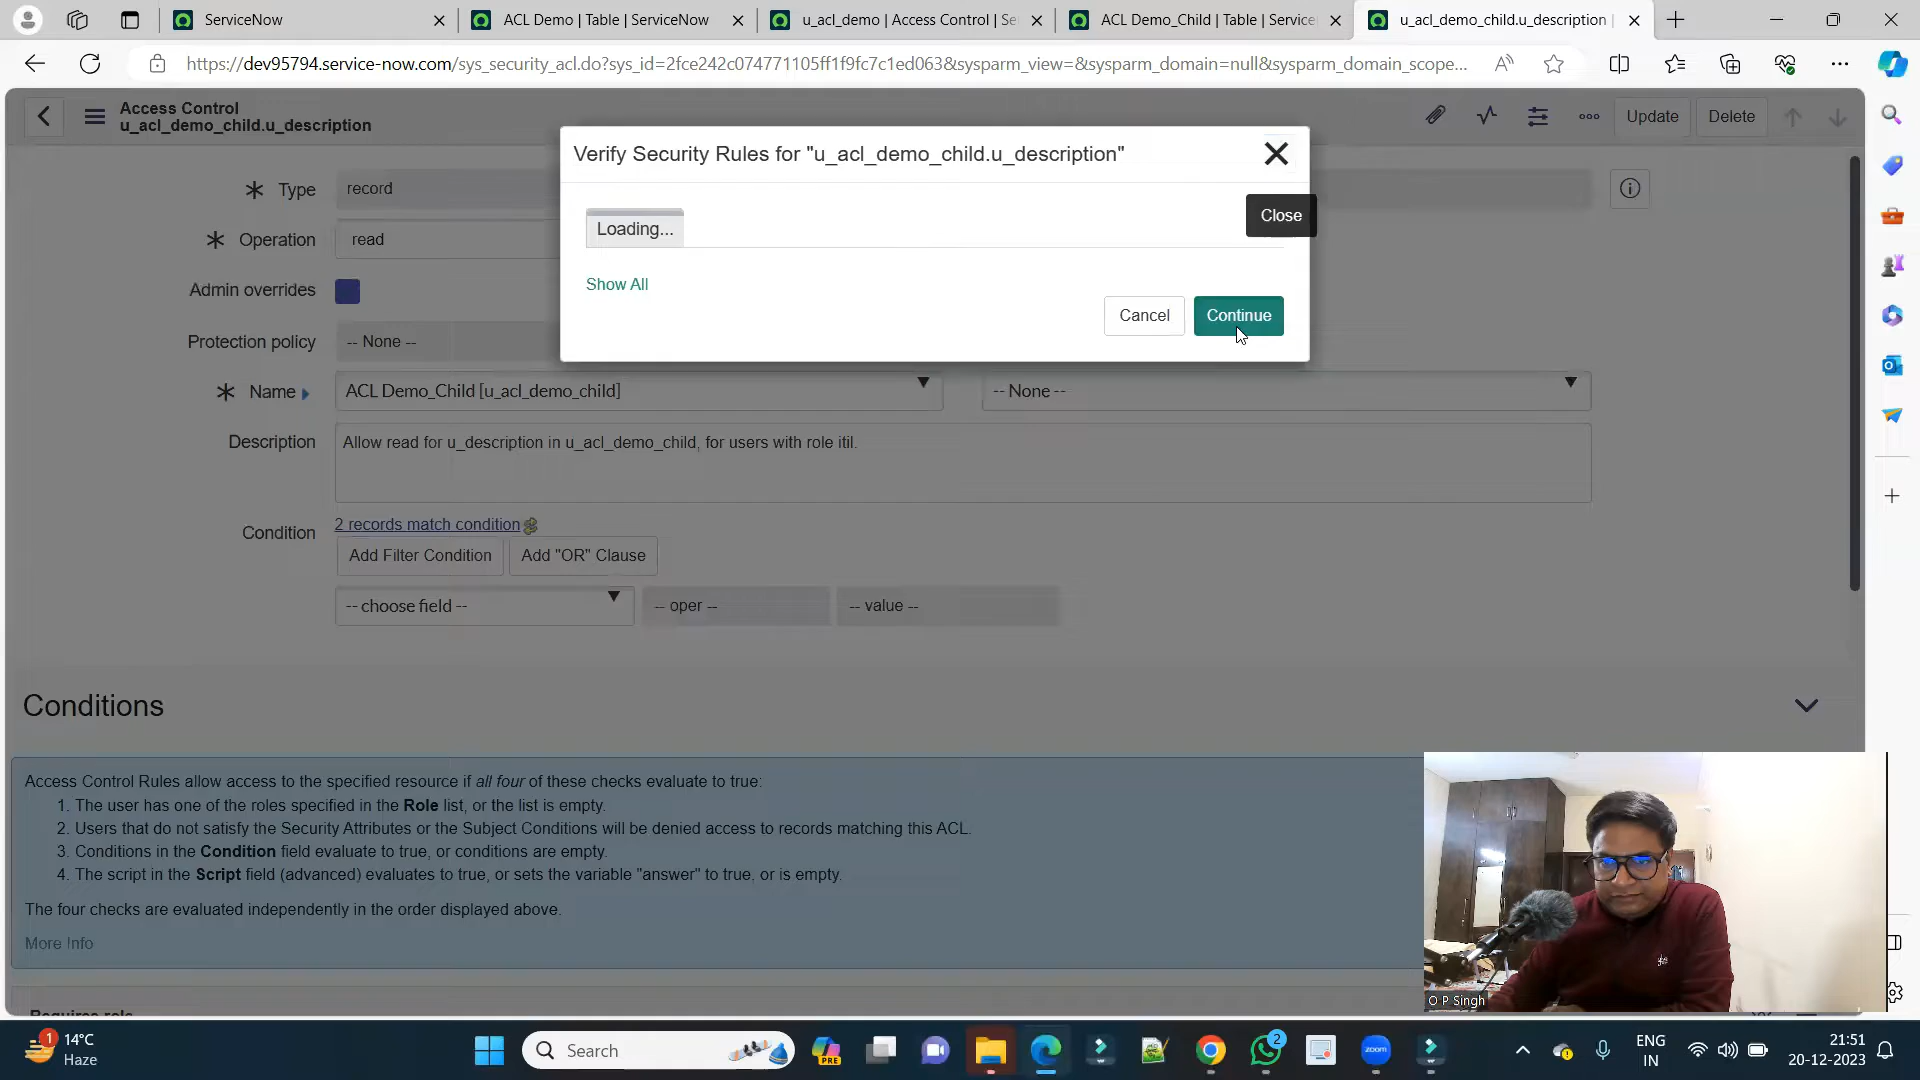 ServiceNow
ACL Demo | Table | ServiceNow
u_acl_demo | Access Control | Se
ACL Demo_Child | Table | Service
u_acl_demo_child.u_description |
https://dev95794.service-now.com/sys_security_acl.do?sys_id=2fce242c074771105ff1f9fc7c1ed063&sysparm_view=&sysparm_domain=null&sysparm_domain_scope...
Access Control
u_acl_demo_child.u_description
Update
Delete
Verify Security Rules for "u_acl_demo_child.u_description"
Close
Loading...
Show All
Cancel
Continue
Type
record
Operation
read
Admin overrides
Protection policy
-- None --
Name
ACL Demo_Child [u_acl_demo_child]
-- None --
Description
Allow read for u_description in u_acl_demo_child, for users with role itil.
Condition
2 records match condition
Add Filter Condition
Add "OR" Clause
-- choose field --
-- oper --
-- value --
Conditions
Access Control Rules allow access to the specified resource if all four of these checks evaluate to true:
1. The user has one of the roles specified in the Role list, or the list is empty.
2. Users that do not satisfy the Security Attributes or the Subject Conditions will be denied access to records matching this ACL.
3. Conditions in the Condition field evaluate to true, or conditions are empty.
4. The script in the Script field (advanced) evaluates to true, or sets the variable "answer" to true, or is empty.
The four checks are evaluated independently in the order displayed above.
More Info
Requires role
O P Singh
1
14°C
Haze
Search
PRE
2
zoom
ENG
IN
21:51
20-12-2023